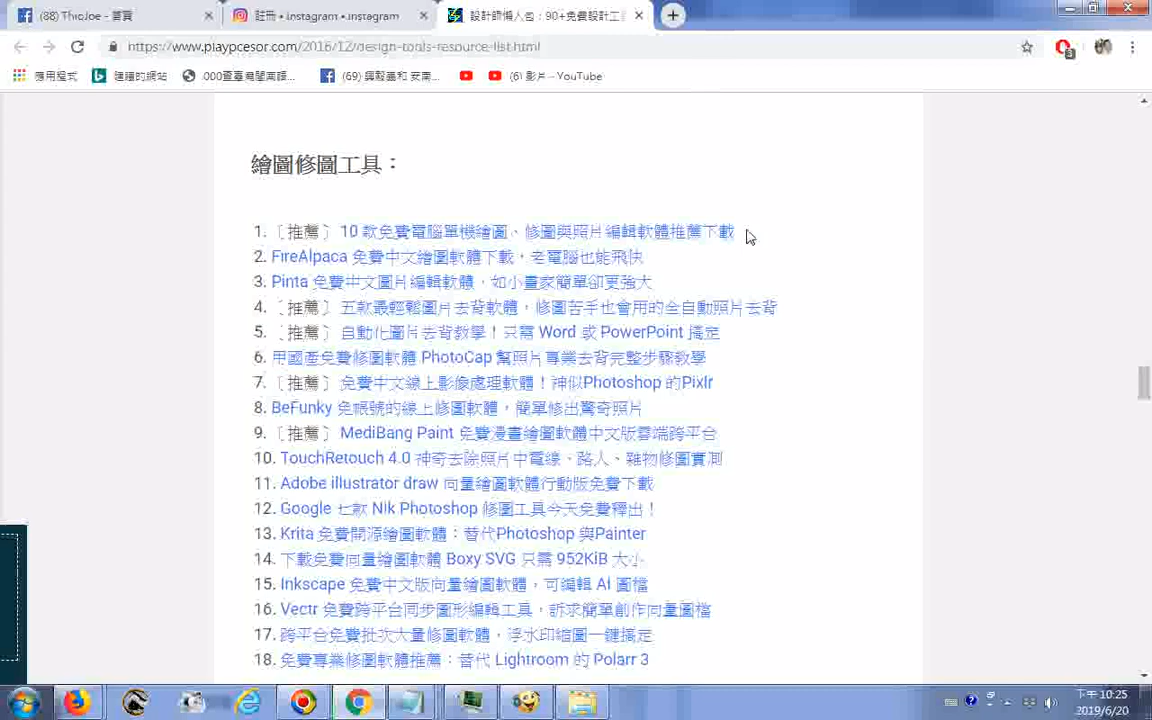 (88) ThioJoe - 首頁
註冊 • Instagram • Instagram
設計師懶人包：90+免費設計工
https://www.playpcesor.com/2016/12/design-tools-resource-list.html
3
應用程式
建議的網站
YouTube
(6) 影片 - YouTube
繪圖修圖工具：
1. ﹝推薦﹞ 10 款免費電腦單機繪圖、修圖與照片編輯軟體推薦下載
2. FireAlpaca 免費中文繪圖軟體下載，老電腦也能飛快
3. Pinta 免費中文圖片編輯軟體，如小畫家簡單卻更強大
4. ﹝推薦﹞ 五款最輕鬆圖片去背軟體，修圖苦手也會用的全自動照片去背
5. ﹝推薦﹞ 自動化圖片去背教學！只需 Word 或 PowerPoint 搞定
6. 用國產免費修圖軟體 PhotoCap 幫照片專業去背完整步驟教學
7. ﹝推薦﹞ 免費中文線上影像處理軟體！神似Photoshop 的Pixlr
8. BeFunky 免帳號的線上修圖軟體，簡單修出驚奇照片
9. ﹝推薦﹞ MediBang Paint 免費漫畫繪圖軟體中文版雲端跨平台
10. TouchRetouch 4.0 神奇去除照片中電線、路人、雜物修圖實測
11. Adobe illustrator draw 向量繪圖軟體行動版免費下載
12. Google 七款 Nik Photoshop 修圖工具今天免費釋出！
13. Krita 免費開源繪圖軟體：替代Photoshop 與Painter
14. 下載免費向量繪圖軟體 Boxy SVG 只需 952KiB 大小
15. Inkscape 免費中文版向量繪圖軟體，可編輯 AI 圖檔
16. Vectr 免費跨平台同步圖形編輯工具，訴求簡單創作向量圖檔
17. 跨平台免費批次大量修圖軟體，浮水印縮圖一鍵搞定
18. 免費專業修圖軟體推薦：替代 Lightroom 的 Polarr 3
下午 10:25
2019/6/20